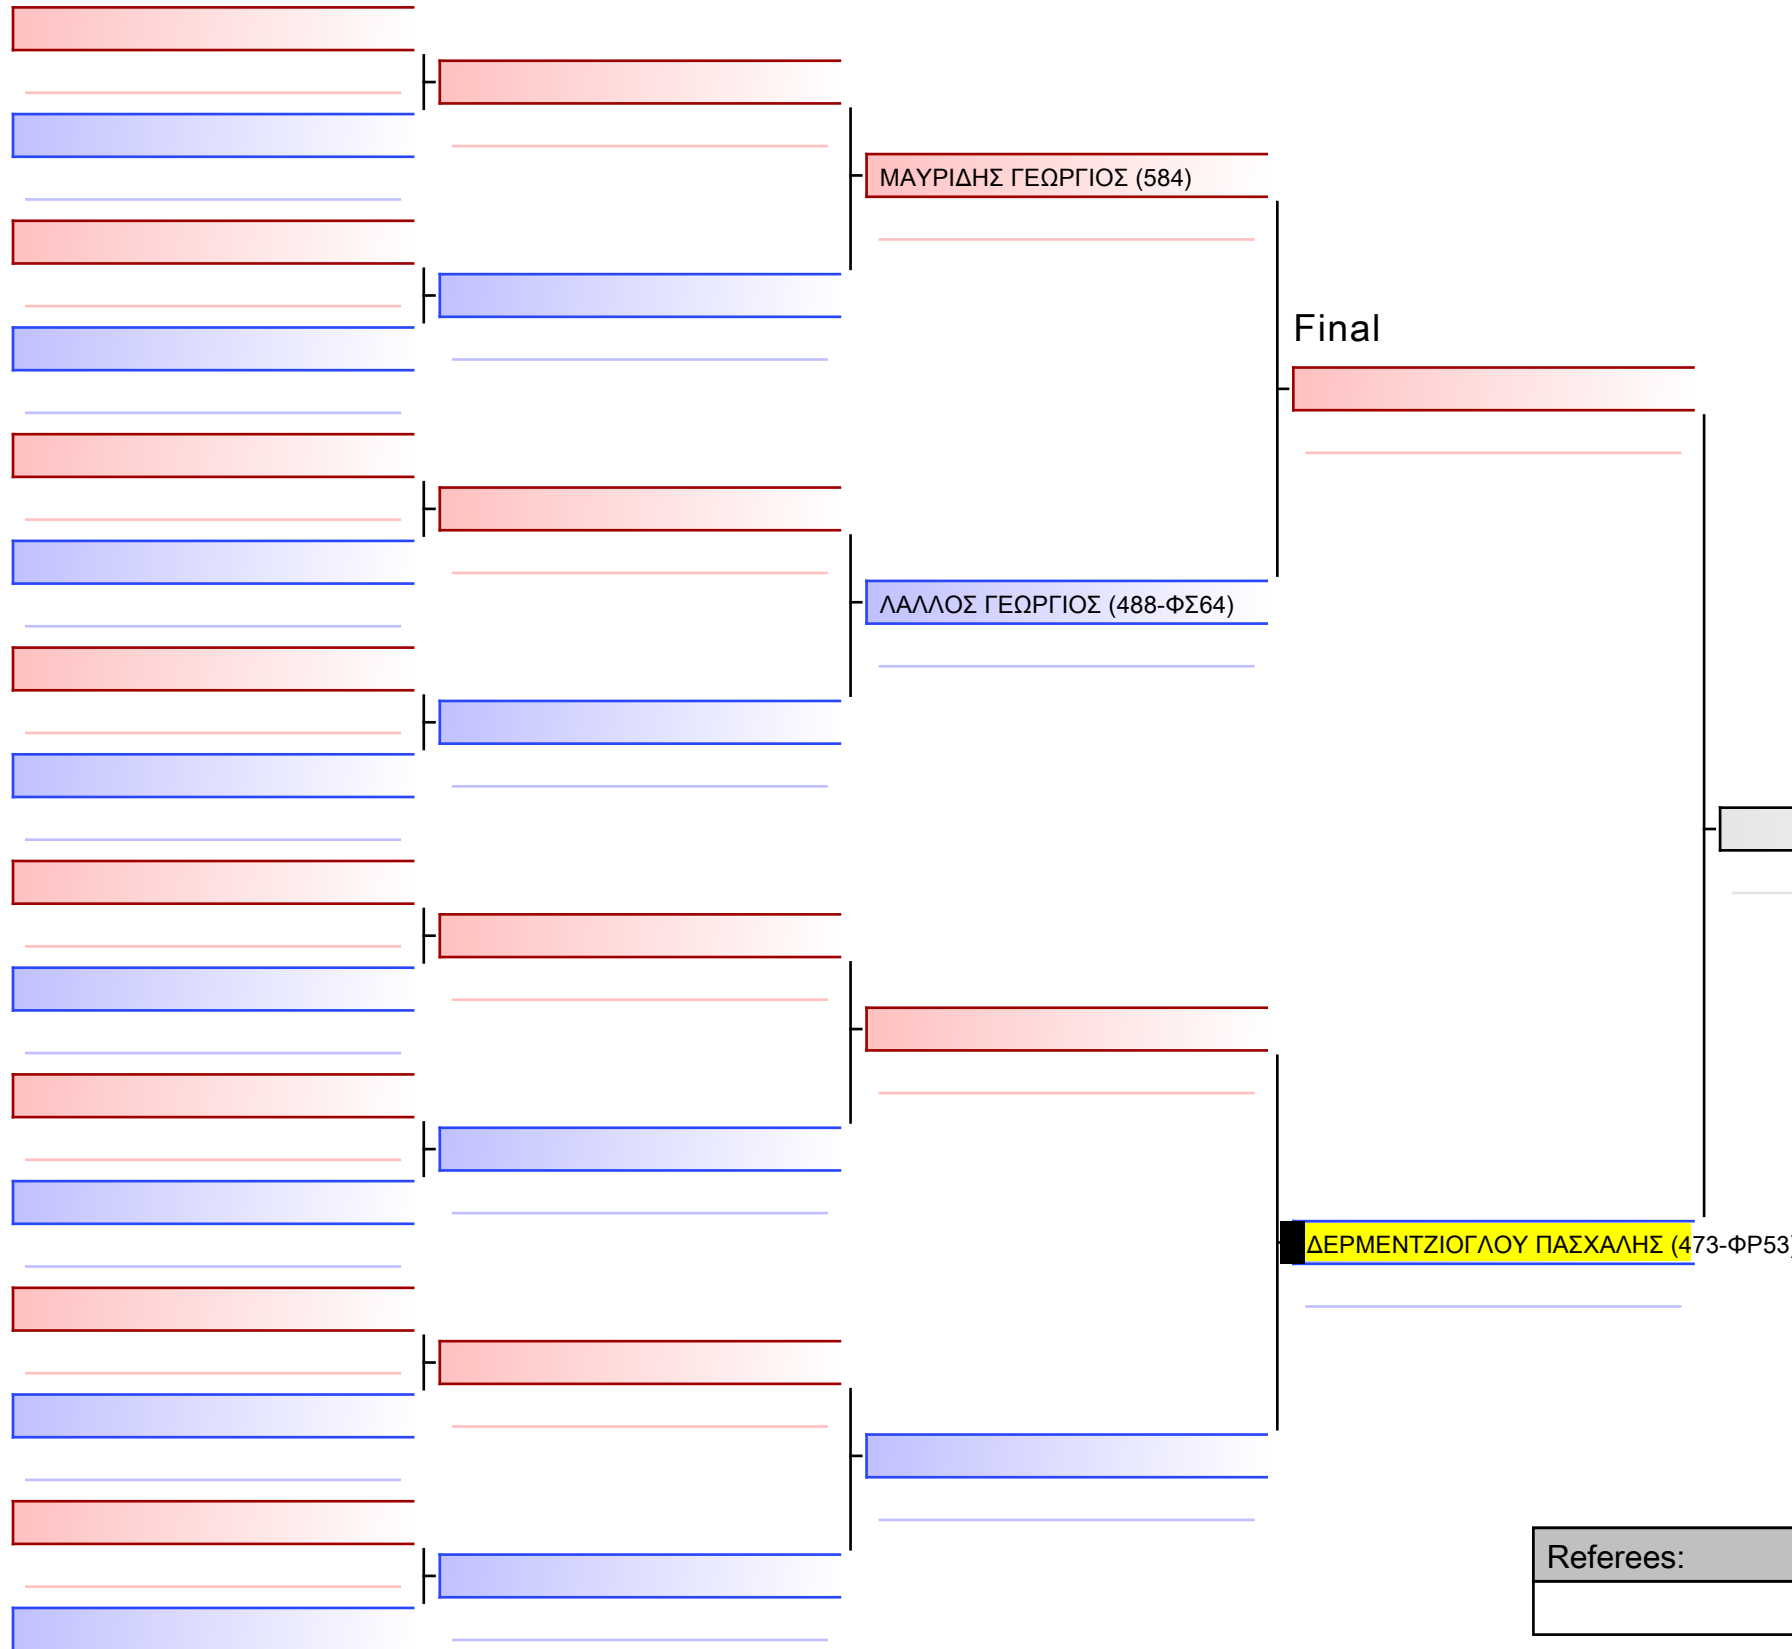 ΜΑΥΡΙΔΗΣ ΓΕΩΡΓΙΟΣ (584)
Final
ΛΑΛΛΟΣ ΓΕΩΡΓΙΟΣ (488-ΦΣ64)
ΔΕΡΜΕΝΤΖΙΟΓΛΟΥ ΠΑΣΧΑΛΗΣ (473-ΦΡ53)
Referees: